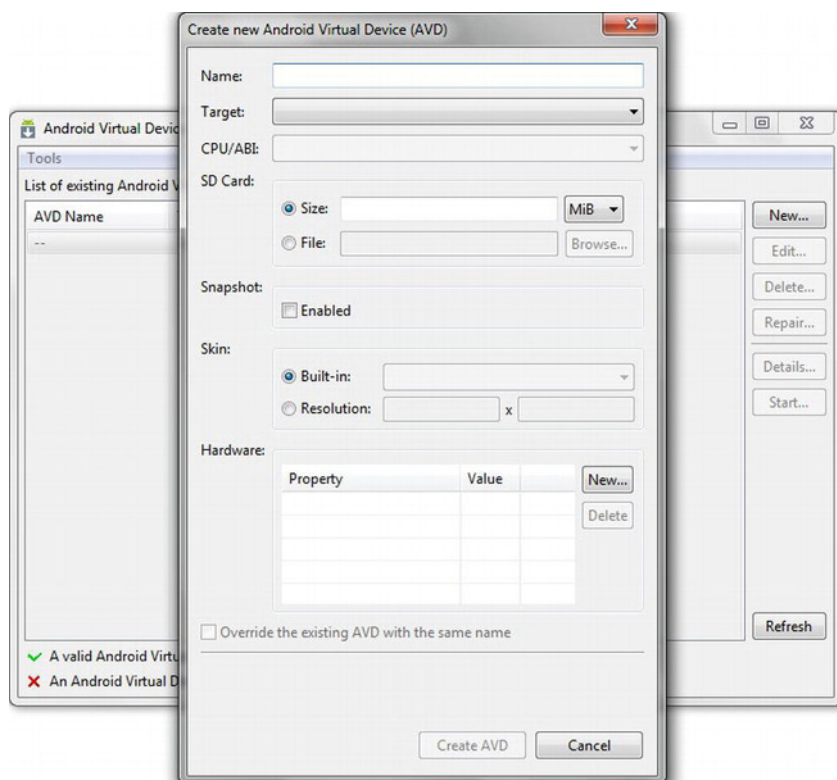 Create new Android Virtual Device (AVD)
Name:
Target:
CPU/ABI:
SD Card:
Size:
MiB
File:
Browse...
Snapshot:
Enabled
Skin:
Built-in:
Resolution:
x
Hardware:
Property Value
New...
Delete
Override the existing AVD with the same name
Create AVD
Cancel
Android Virtual
Tools
List of existing Android
AVD Name
--
New...
Edit...
Delete...
Repair...
Details...
Start...
Refresh
A valid Android
An Android Virtual